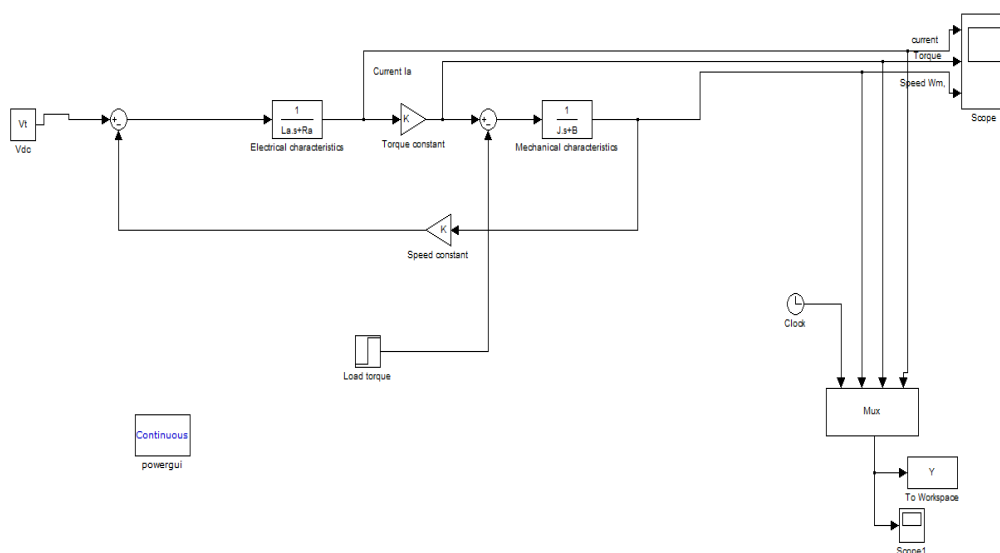 current
Torque
Speed Wm,
Scope
Current Ia
Vt
Vdc
1
La.s+Ra
Electrical characteristics
K
Torque constant
1
J.s+B
Mechanical characteristics
K
Speed constant
Clock
Load torque
Mux
Continuous
powergui
Y
To Workspace
Scope1